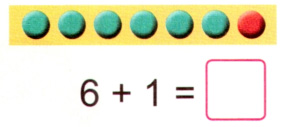 6 + 1 =